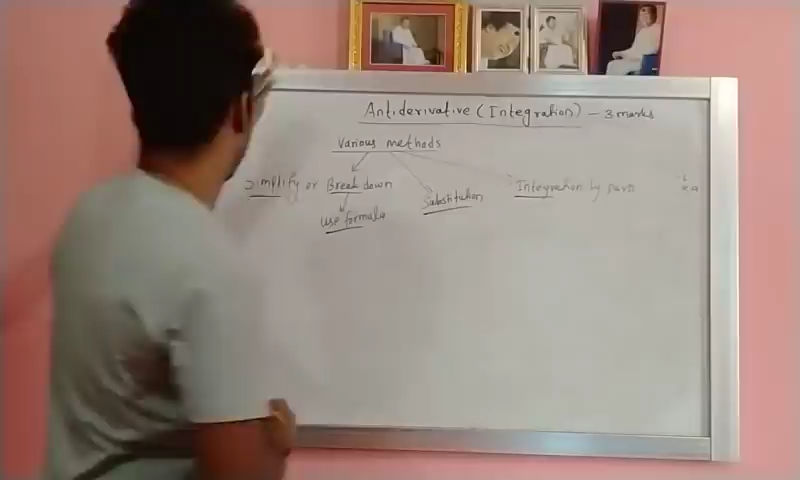 Antiderivative (Integration) - 3 marks
Various methods
Simplify or Break down
Substitution
Integration by parts
use formula